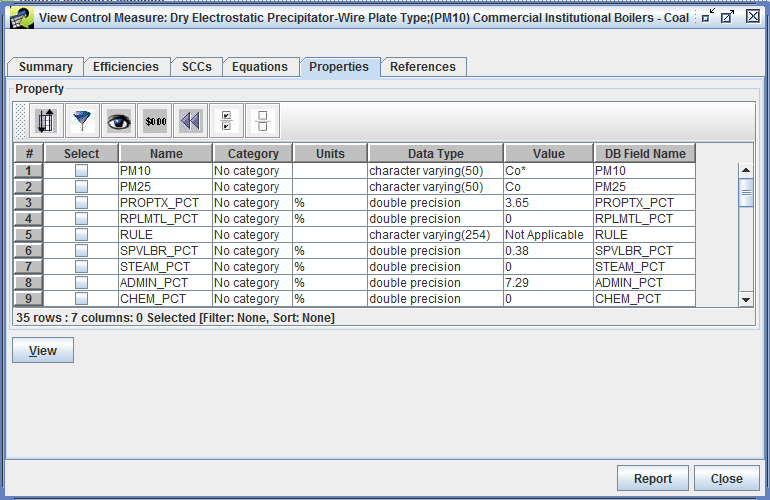 View Control Measure: Dry Electrostatic Precipitator-Wire Plate Type;(PM10) Commercial Institutional Boilers - Coal
Summary Efficiencies SCCs Equations Properties References
Property
$0.00
# Select Name Category Units Data Type Value DB Field Name
1 PM10 No category character varying(50) Co* PM10
2 PM25 No category character varying(50) Co PM25
3 PROPTX_PCT No category % double precision 3.65 PROPTX_PCT
4 RPLMTL_PCT No category % double precision 0 RPLMTL_PCT
5 RULE No category character varying(254) Not Applicable RULE
6 SPVLBR_PCT No category % double precision 0.38 SPVLBR_PCT
7 STEAM_PCT No category % double precision 0 STEAM_PCT
8 ADMIN_PCT No category % double precision 7.29 ADMIN_PCT
9 CHEM_PCT No category % double precision 0 CHEM_PCT
35 rows : 7 columns: 0 Selected [Filter: None, Sort: None]
View
Report Close